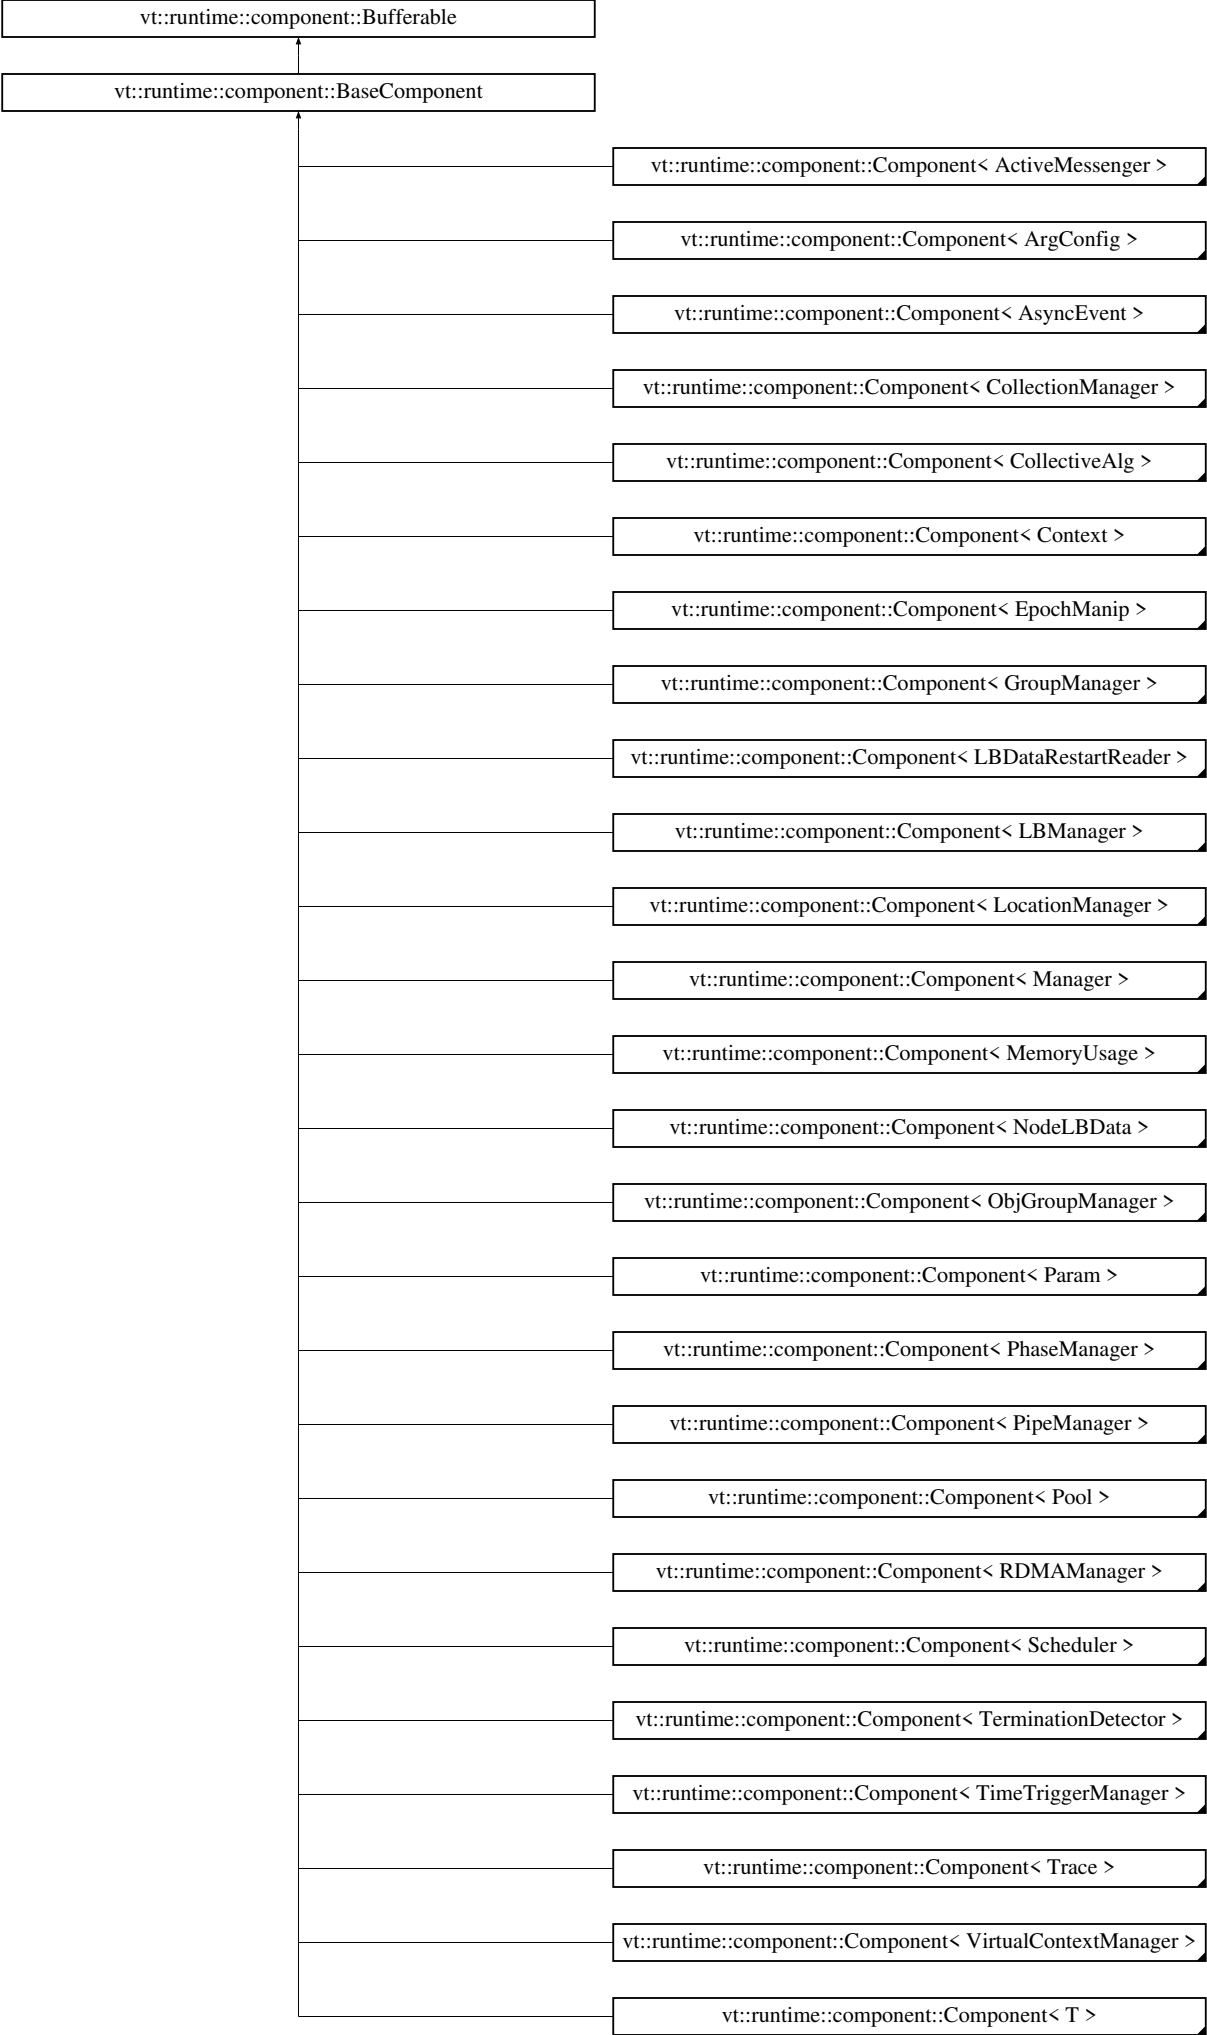 vt::runtime::component::Bufferable
vt::runtime::component::BaseComponent
vt::runtime::component::Component< ActiveMessenger >
vt::runtime::component::Component< ArgConfig >
vt::runtime::component::Component< AsyncEvent >
vt::runtime::component::Component< CollectionManager >
vt::runtime::component::Component< CollectiveAlg >
vt::runtime::component::Component< Context >
vt::runtime::component::Component< EpochManip >
vt::runtime::component::Component< GroupManager >
vt::runtime::component::Component< LBDataRestartReader >
vt::runtime::component::Component< LBManager >
vt::runtime::component::Component< LocationManager >
vt::runtime::component::Component< Manager >
vt::runtime::component::Component< MemoryUsage >
vt::runtime::component::Component< NodeLBData >
vt::runtime::component::Component< ObjGroupManager >
vt::runtime::component::Component< Param >
vt::runtime::component::Component< PhaseManager >
vt::runtime::component::Component< PipeManager >
vt::runtime::component::Component< Pool >
vt::runtime::component::Component< RDMAManager >
vt::runtime::component::Component< Scheduler >
vt::runtime::component::Component< TerminationDetector >
vt::runtime::component::Component< TimeTriggerManager >
vt::runtime::component::Component< Trace >
vt::runtime::component::Component< VirtualContextManager >
vt::runtime::component::Component< T >